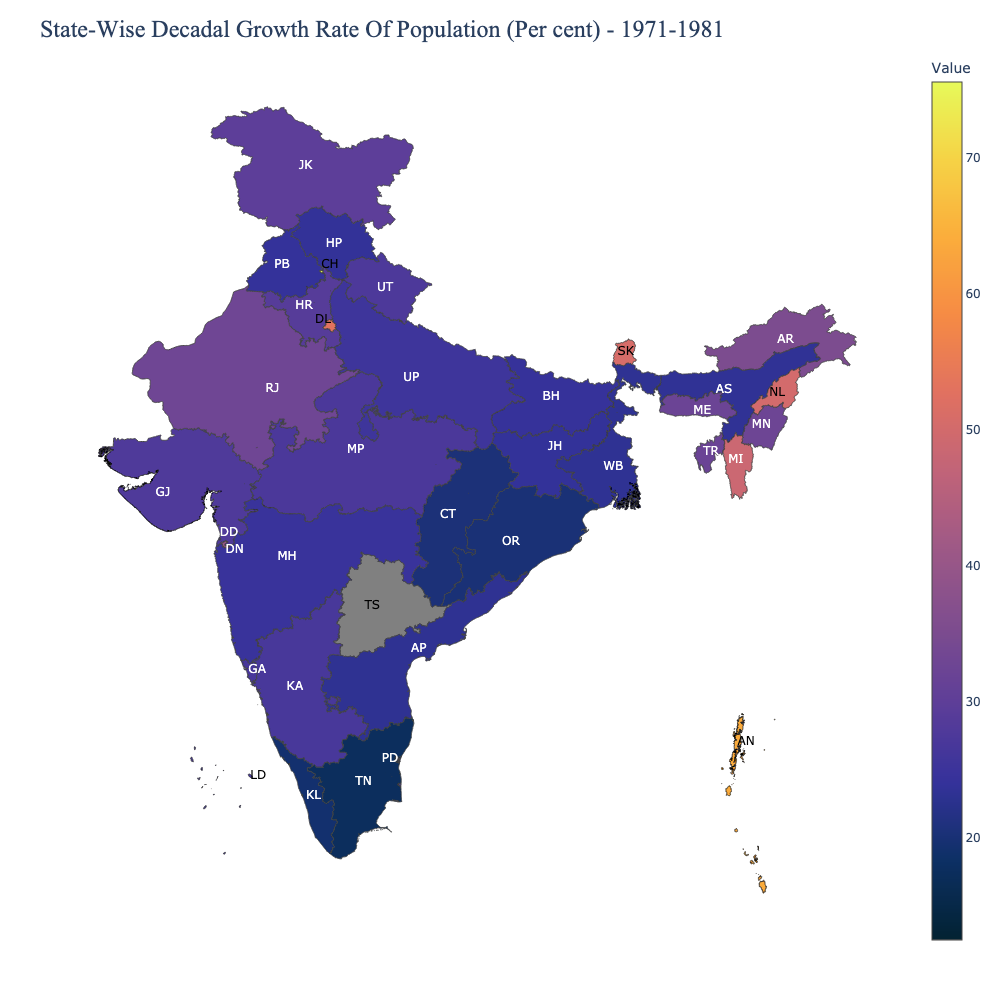 State-Wise Decadal Growth Rate Of Population (Per cent) - 1971-1981
Value
70
60
50
40
30
20
JK
HP
PB
CH
UT
HR
DL
RJ
UP
BH
SK
AR
AS
NL
ME
MN
TR
MI
MP
JH
WB
GJ
CT
OR
DD
DN
MH
TS
AP
GA
KA
PD
TN
KL
LD
AN